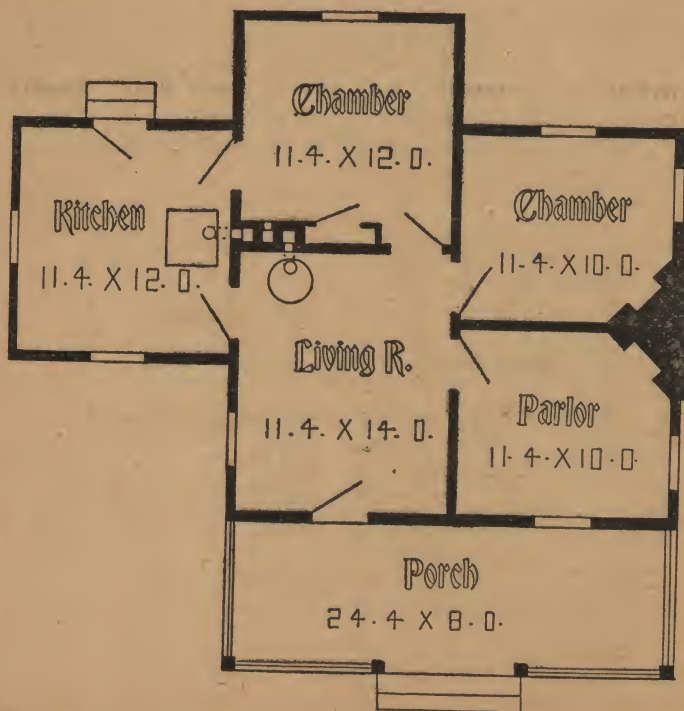 Chamber
11.4. X 12.0.
Kitchen
11.4. X 12.0.
Chamber
11.4. X 10.0.
Living R.
11.4. X 14.0.
Parlor
11.4. X 10.0.
Porch
24.4 X 8.0.